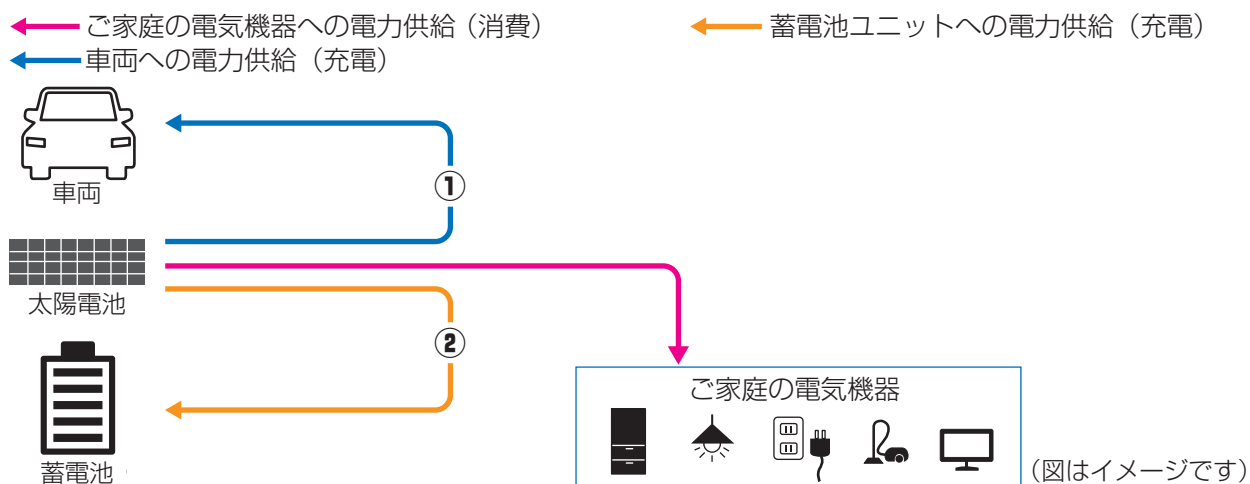 ご家庭の電気機器への電力供給（消費）
蓄電池ユニットへの電力供給（充電）
車両への電力供給（充電）
車両
①
太陽電池
②
蓄電池
ご家庭の電気機器
（図はイメージです）